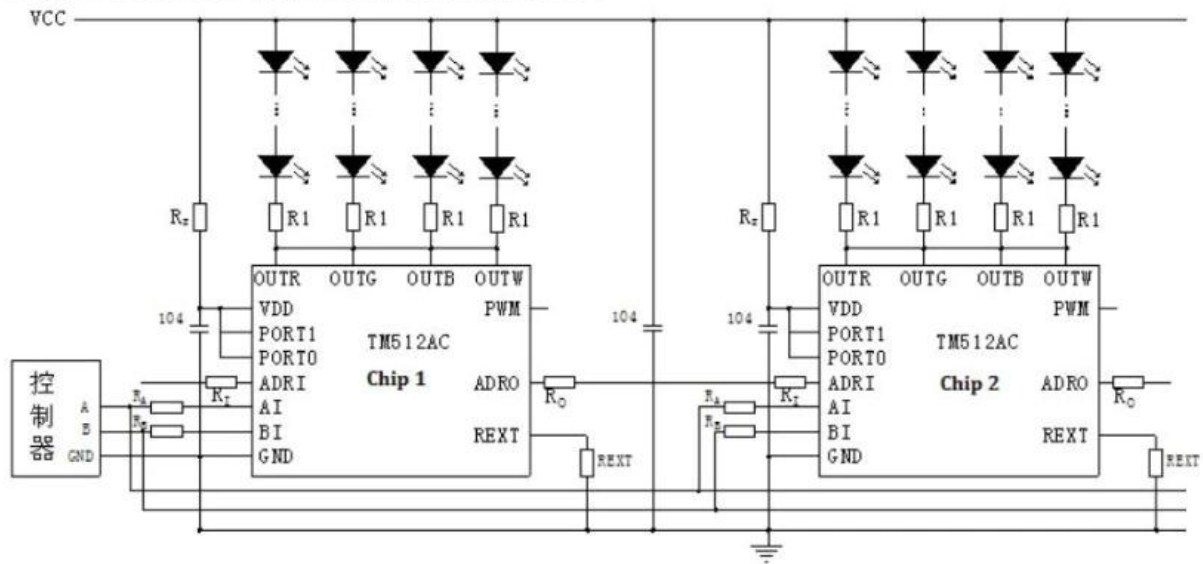 VCC
R1 R1 R1 R1 R1 R1 R1 R1
Rz Rz
OUTR OUTG OUTB OUTW OUTR OUTG OUTB OUTW
104 VDD PWM 104 104 VDD PWM
PORT1 TM512AC PORT1 TM512AC
PORT0 PORT0
ADRI Chip 1 ADRO ADRI Chip 2 ADRO
RI RO RI RO
控制器
A RA AI RA AI
B RB BI REXT RB BI REXT
GND GND REXT GND REXT